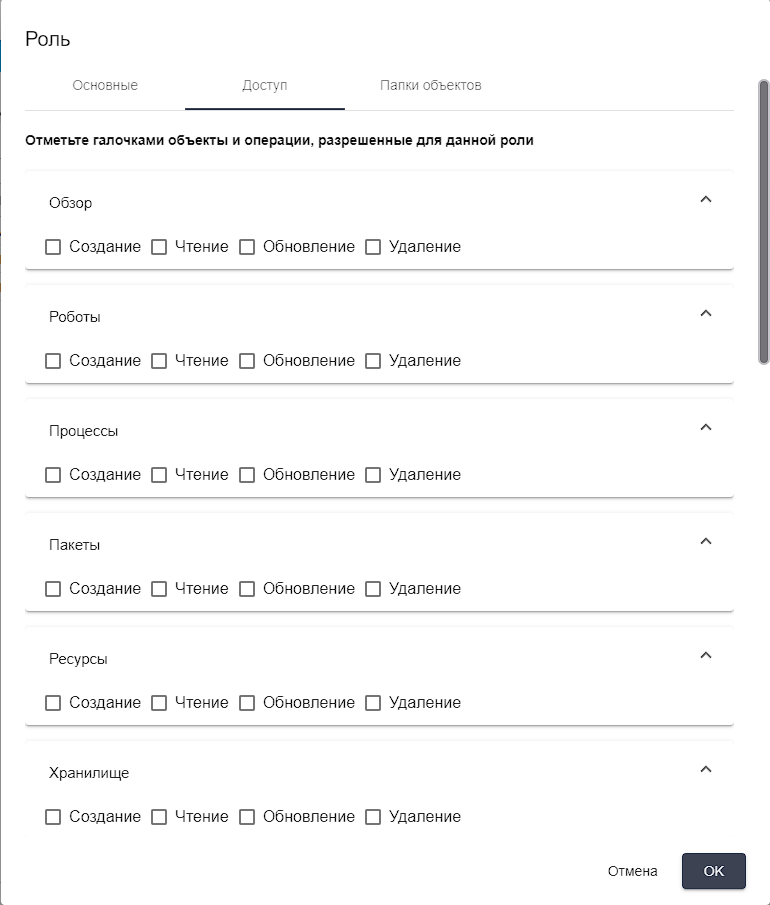 Роль
Основные Доступ Папки объектов
Отметьте галочками объекты и операции, разрешенные для данной роли
Обзор
Создание Чтение Обновление Удаление
Роботы
Создание Чтение Обновление Удаление
Процессы
Создание Чтение Обновление Удаление
Пакеты
Создание Чтение Обновление Удаление
Ресурсы
Создание Чтение Обновление Удаление
Хранилище
Создание Чтение Обновление Удаление
Отмена OK